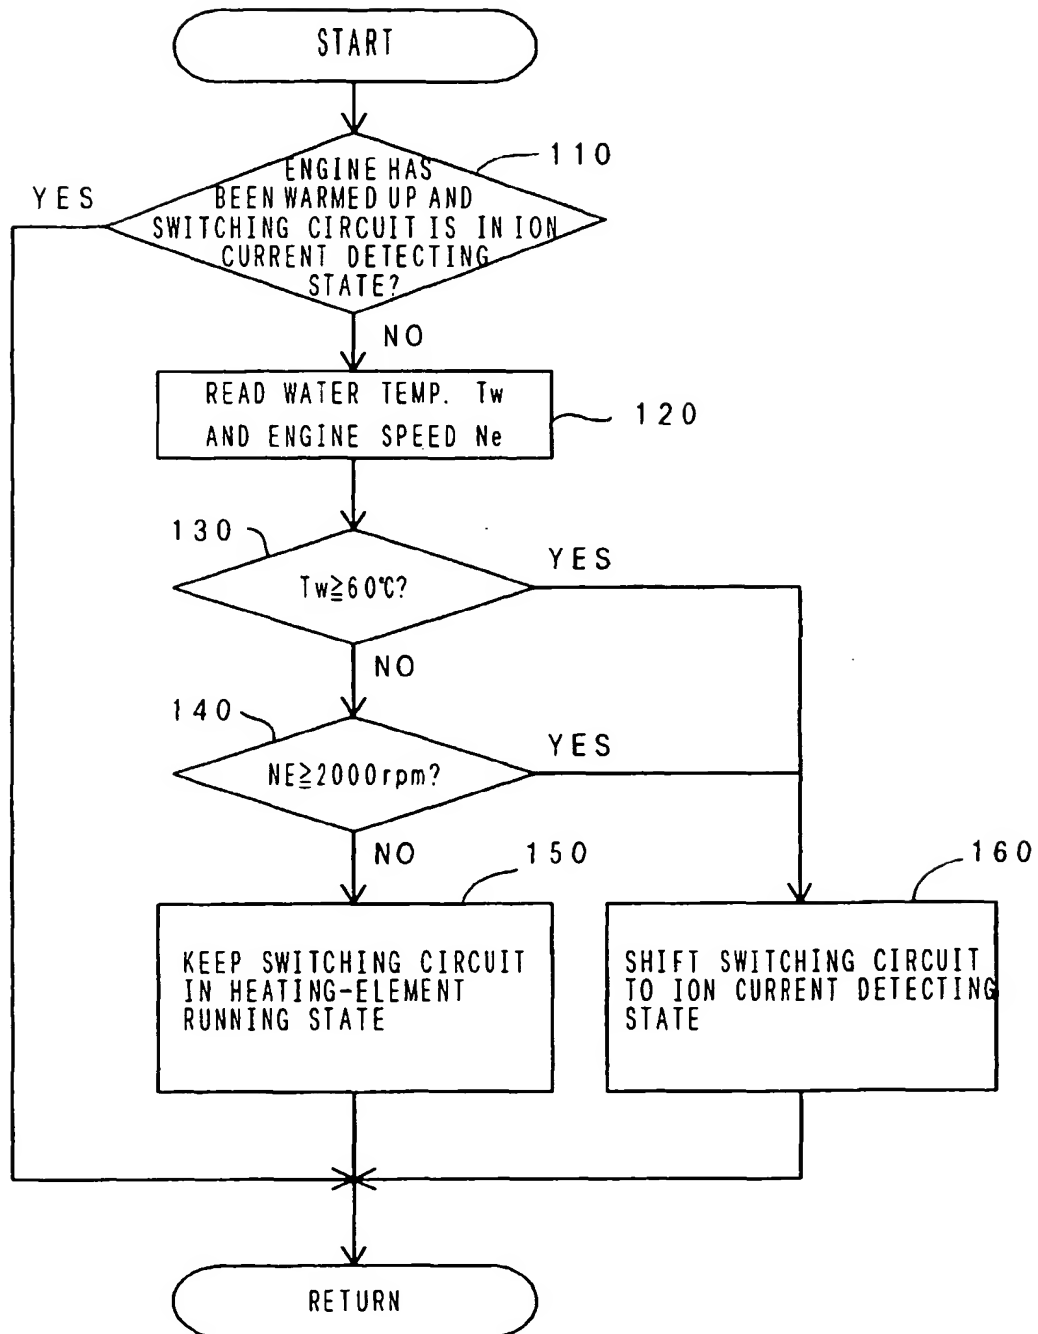 START
110
ENGINE HAS
BEEN WARMED UP AND
SWITCHING CIRCUIT IS IN ION
CURRENT DETECTING
STATE?
YES
NO
READ WATER TEMP. Tw
AND ENGINE SPEED Ne
120
130
Tw≧60℃?
YES
NO
140
NE≧2000rpm?
YES
NO
150
KEEP SWITCHING CIRCUIT
IN HEATING-ELEMENT
RUNNING STATE
160
SHIFT SWITCHING CIRCUIT
TO ION CURRENT DETECTING
STATE
RETURN